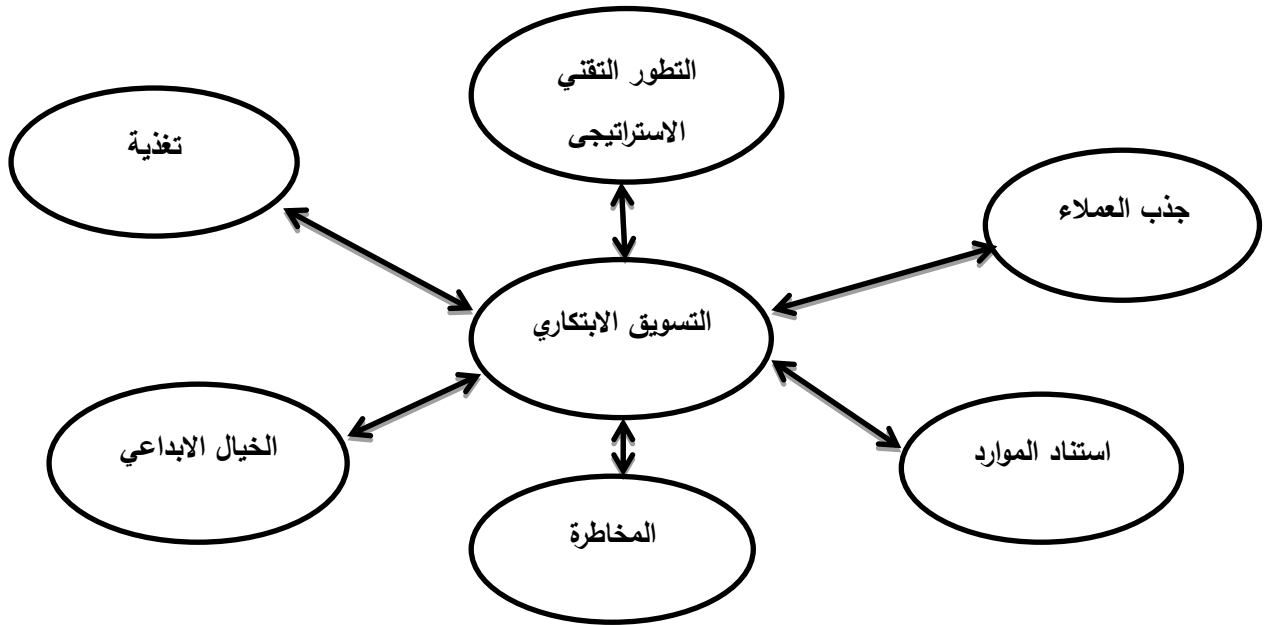 التطور التقني
الاستراتيجى
تغذية
جذب العملاء
التسويق الابتكاري
الخيال الابداعي
استناد الموارد
المخاطرة